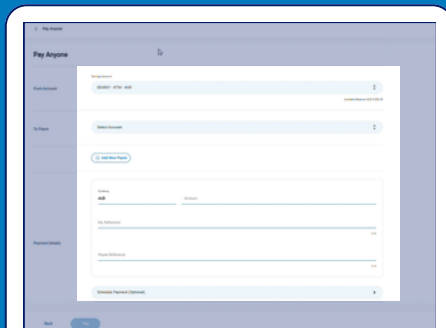 Pay Anyone
Pay Anyone
From Account
To Payee
Select Account
Add New Payee
Currency
AUD
Amount
My Reference
Payee Reference
Payment Details
Schedule Payment (Optional)
Back
Pay